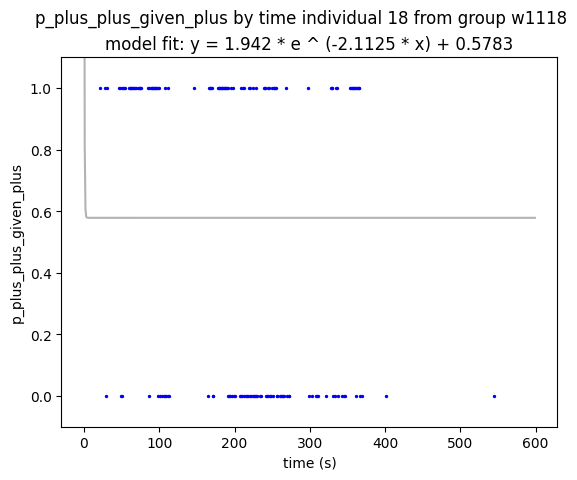 p_plus_plus_given_plus by time individual 18 from group w1118
model fit: y = 1.942 * e ^ (-2.1125 * x) + 0.5783
1.0
0.8
0.6
0.4
0.2
0.0
p_plus_plus_given_plus
0 100 200 300 400 500 600
time (s)